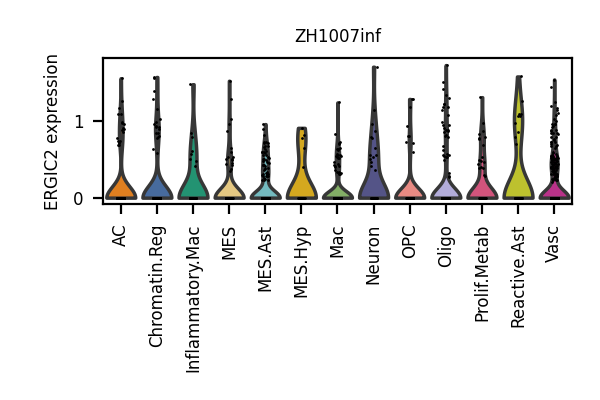 ZH1007inf
ERGIC2 expression
1
0
AC
Chromatin.Reg
Inflammatory.Mac
MES
MES.Ast
MES.Hyp
Mac
Neuron
OPC
Oligo
Prolif.Metab
Reactive.Ast
Vasc